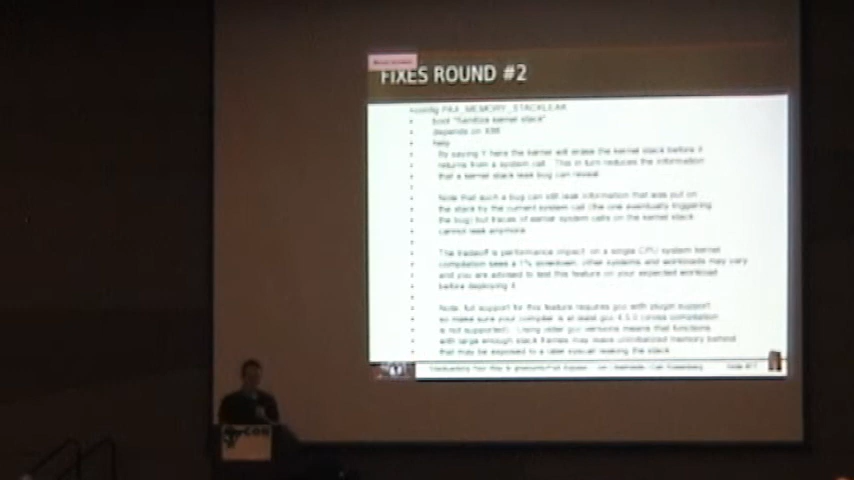 FIXES ROUND #2
+config PAX_MEMORY_STACKLEAK
bool "Sanitize kernel stack"
depends on X86
help
By saying Y here the kernel will erase the kernel stack before it
returns from a system call. This in turn reduces the information
that a kernel stack leak bug can reveal.
Note that such a bug can still leak information that was put on
the stack by the current system call (the one eventually triggering
the bug) but traces of earlier system calls on the kernel stack
cannot leak anymore.
The tradeoff is performance impact: on a single CPU system kernel
compilation sees a 1% slowdown, other systems and workloads may vary
and you are advised to test this feature on your expected workload
before deploying it.
Note: full support for this feature requires gcc with plugin support
so make sure your compiler is at least gcc 4.5.0 (cross compilation
is not supported). Using older gcc versions means that functions
with large enough stack frames may leave uninitialized memory behind
that may be exposed to a later syscall leaking the stack.
Jon Oberheide Dan Rosenberg
CON